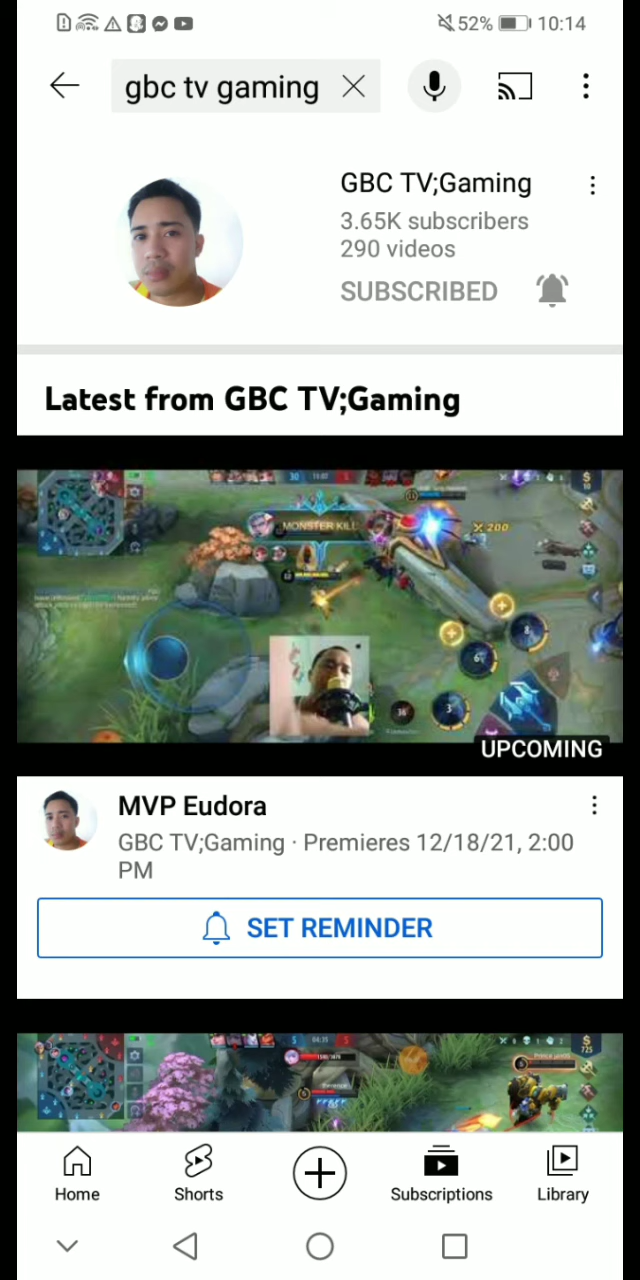 52% 10:14
gbc tv gaming
GBC TV;Gaming
3.65K subscribers
290 videos
SUBSCRIBED
Latest from GBC TV;Gaming
MONSTER KILL
200
UPCOMING
MVP Eudora
GBC TV;Gaming · Premieres 12/18/21, 2:00
PM
SET REMINDER
725
Home
Shorts
Subscriptions
Library